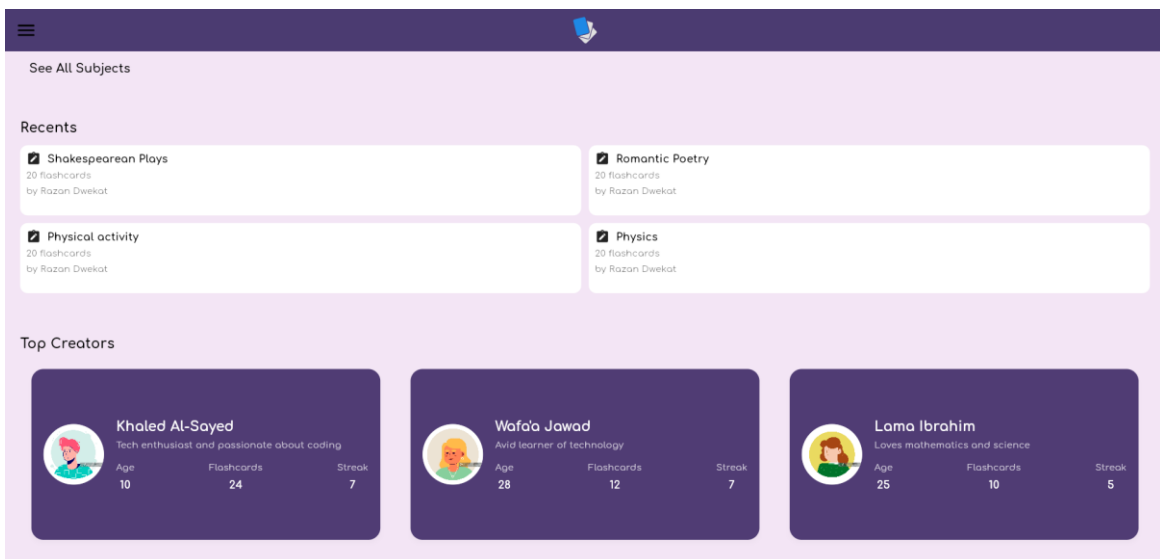 See All Subjects
Recents
Shakespearean Plays
20 flashcards
by Razan Dwekat
Romantic Poetry
20 flashcards
by Razan Dwekat
Physical activity
20 flashcards
by Razan Dwekat
Physics
20 flashcards
by Razan Dwekat
Top Creators
Khaled Al-Sayed
Tech enthusiast and passionate about coding
Age Flashcards Streak
10 24 7
Wafa'a Jawad
Avid learner of technology
Age Flashcards Streak
28 12 7
Lama Ibrahim
Loves mathematics and science
Age Flashcards Streak
25 10 5